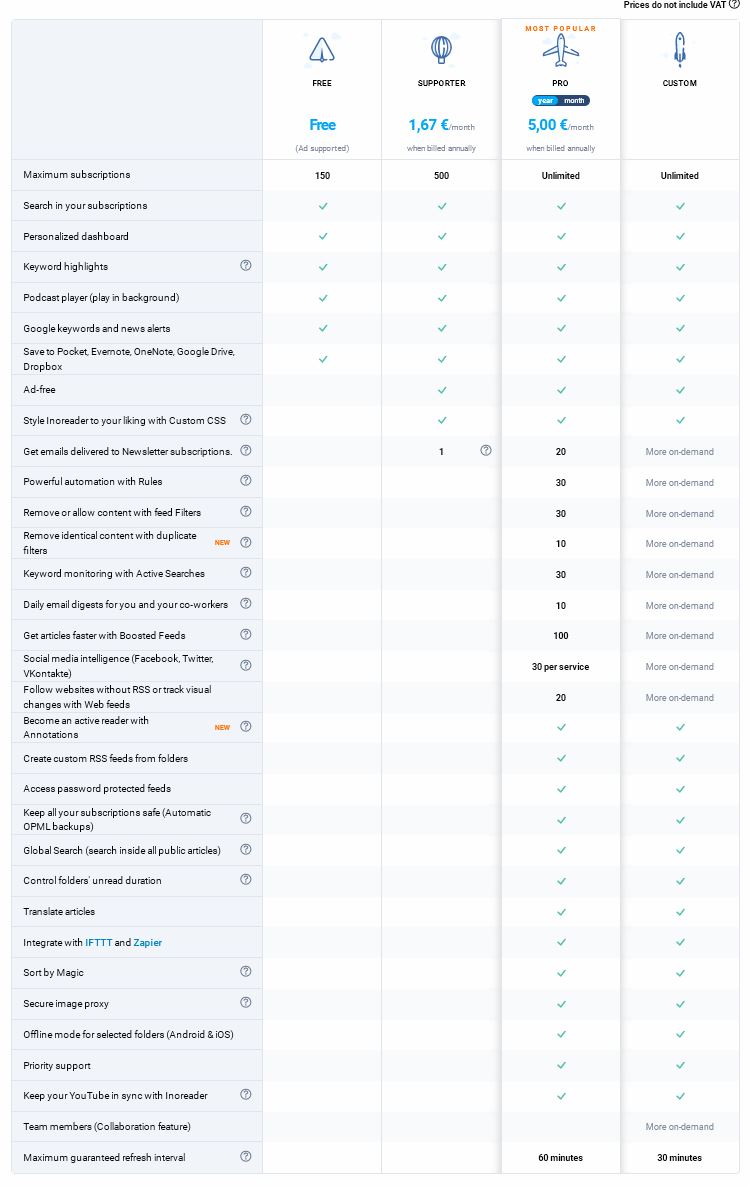 Prices do not include VAT ?
MOST POPULAR
FREE SUPPORTER PRO CUSTOM
year month
Free 1,67 €/month 5,00 €/month
(Ad supported) when billed annually when billed annually
Maximum subscriptions 150 500 Unlimited Unlimited
Search in your subscriptions
Personalized dashboard
Keyword highlights ?
Podcast player (play in background)
Google keywords and news alerts
Save to Pocket, Evernote, OneNote, Google Drive,
Dropbox
Ad-free
Style Inoreader to your liking with Custom CSS ?
Get emails delivered to Newsletter subscriptions. ? 1 ? 20 More on-demand
Powerful automation with Rules ? 30 More on-demand
Remove or allow content with feed Filters ? 30 More on-demand
Remove identical content with duplicate
filters NEW ? 10 More on-demand
Keyword monitoring with Active Searches ? 30 More on-demand
Daily email digests for you and your co-workers ? 10 More on-demand
Get articles faster with Boosted Feeds ? 100 More on-demand
Social media intelligence (Facebook, Twitter,
VKontakte) ? 30 per service More on-demand
Follow websites without RSS or track visual
changes with Web feeds 20 More on-demand
Become an active reader with
Annotations NEW ?
Create custom RSS feeds from folders
Access password protected feeds
Keep all your subscriptions safe (Automatic
OPML backups) ?
Global Search (search inside all public articles) ?
Control folders' unread duration ?
Translate articles
Integrate with IFTTT and Zapier
Sort by Magic ?
Secure image proxy ?
Offline mode for selected folders (Android & iOS)
Priority support
Keep your YouTube in sync with Inoreader ?
Team members (Collaboration feature) More on-demand
Maximum guaranteed refresh interval ? 60 minutes 30 minutes